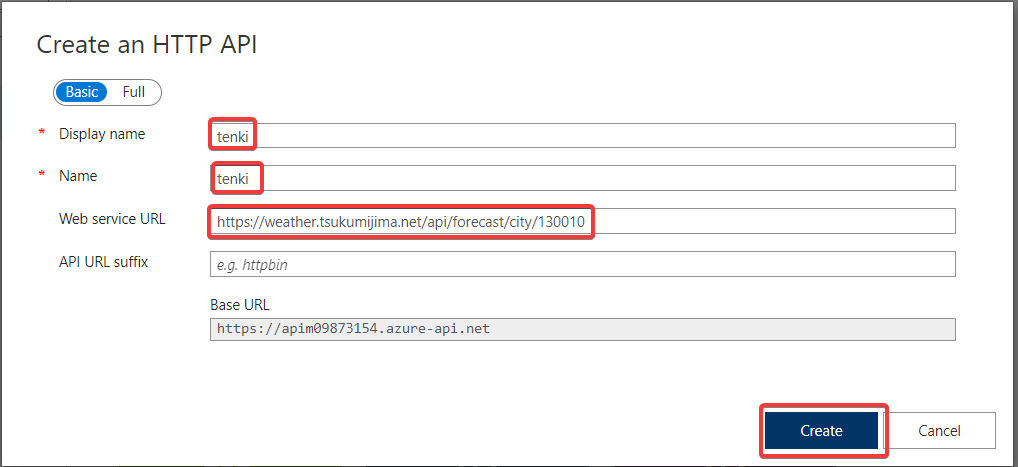 Create an HTTP API
Basic Full
* Display name tenki
* Name tenki
Web service URL https://weather.tsukumijima.net/api/forecast/city/130010
API URL suffix e.g. httpbin
Base URL
https://apim09873154.azure-api.net
Create Cancel